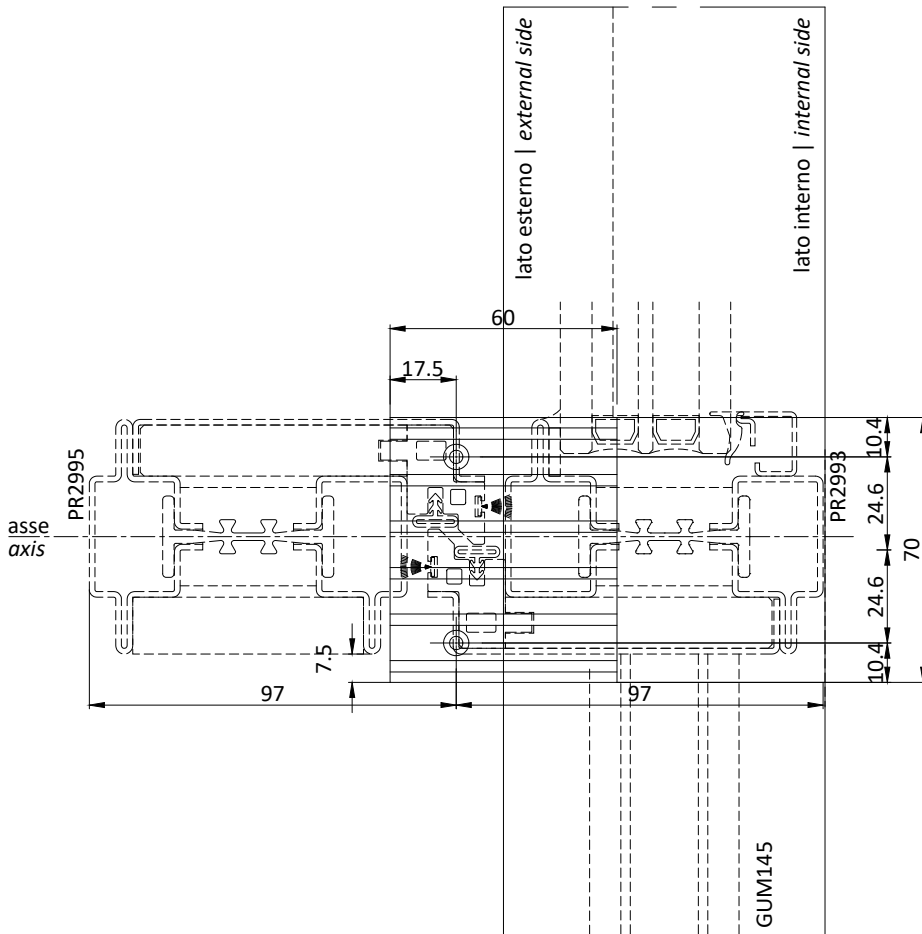 lato esterno | external side
lato interno | internal side
60
17.5
PR2995
PR2993
asse
axis
10.4
24.6
24.6
10.4
70
7.5
97
97
GUM145